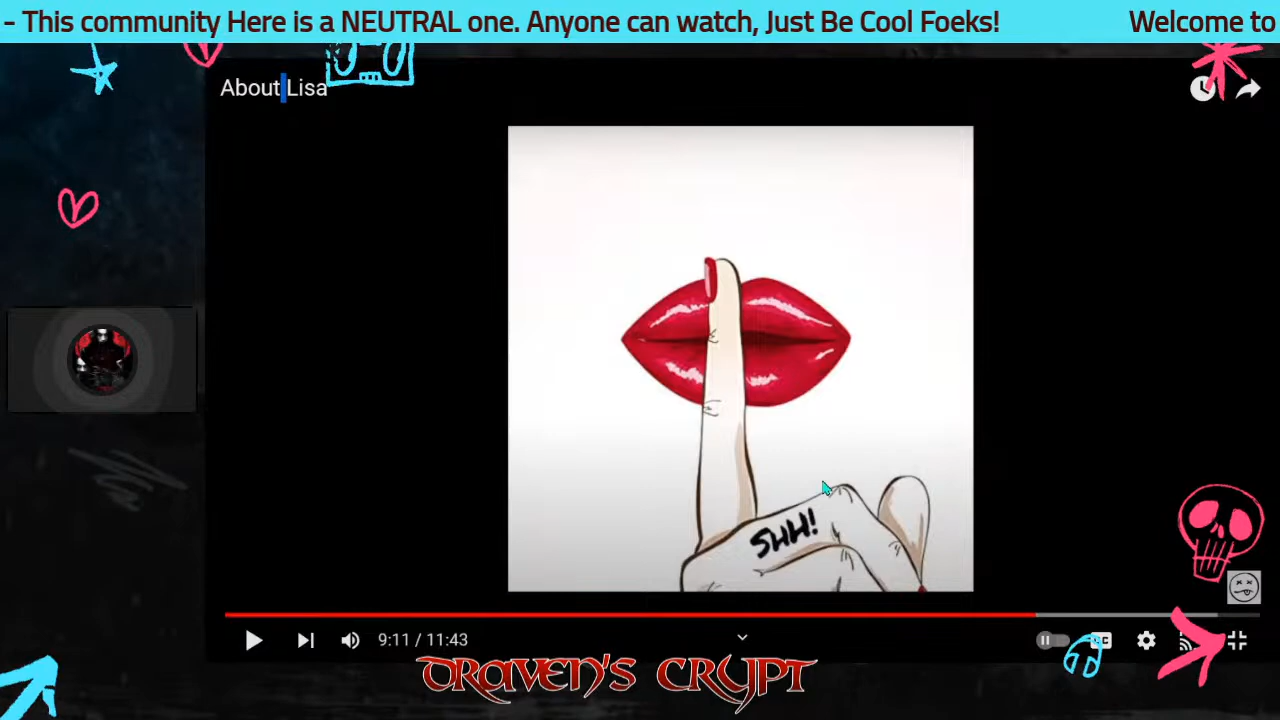 - This community Here is a NEUTRAL one. Anyone can watch, Just Be Cool Foeks! Welcome to
About Lisa
SHH!
9:11 / 11:43
CC
DRAVEN'S CRYPT